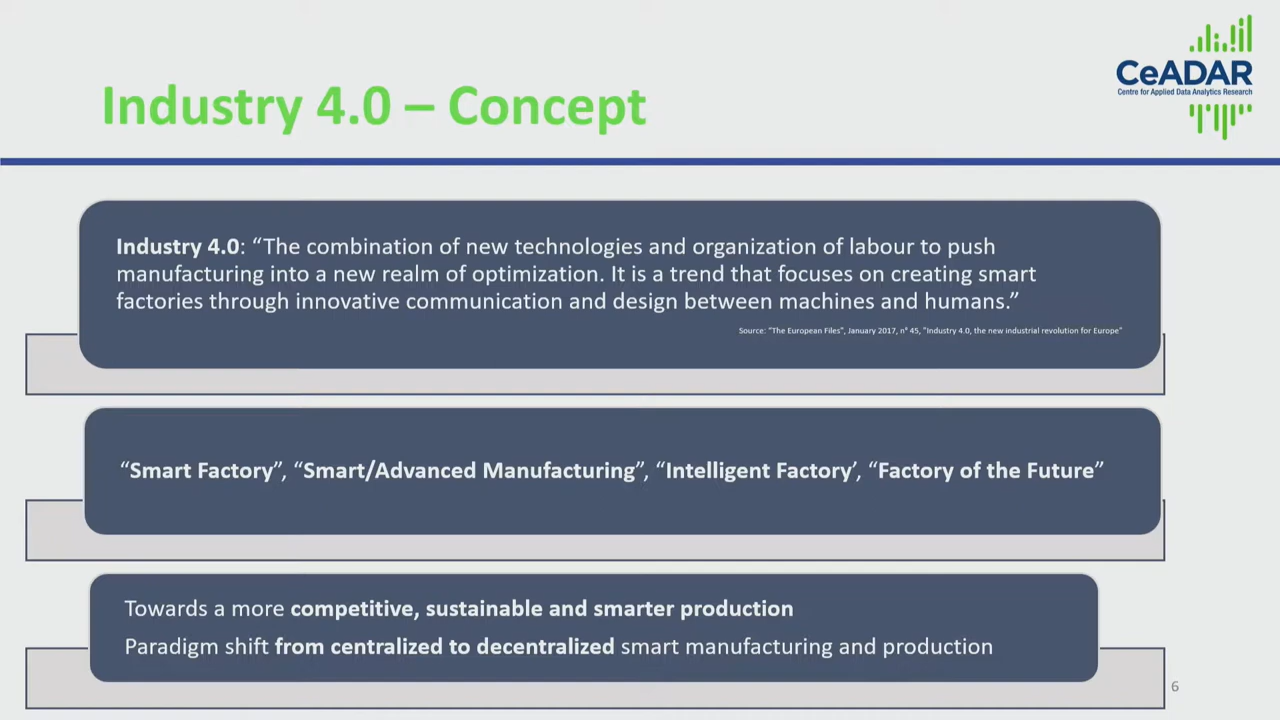 CeADAR
Centre for Applied Data Analytics Research
Industry 4.0 – Concept
Industry 4.0: “The combination of new technologies and organization of labour to push
manufacturing into a new realm of optimization. It is a trend that focuses on creating smart
factories through innovative communication and design between machines and humans.”
Source: “The European Files”, January 2017, n° 45, “Industry 4.0, the new industrial revolution for Europe”
“Smart Factory”, “Smart/Advanced Manufacturing”, “Intelligent Factory’, “Factory of the Future”
Towards a more competitive, sustainable and smarter production
Paradigm shift from centralized to decentralized smart manufacturing and production
6